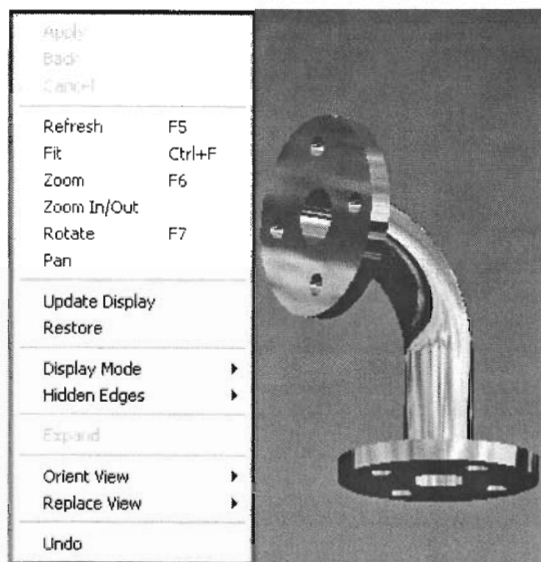 Apply
Back
Cancel
Refresh F5
Fit Ctrl+F
Zoom F6
Zoom In/Out
Rotate F7
Pan
Update Display
Restore
Display Mode
Hidden Edges
Expand
Orient View
Replace View
Undo